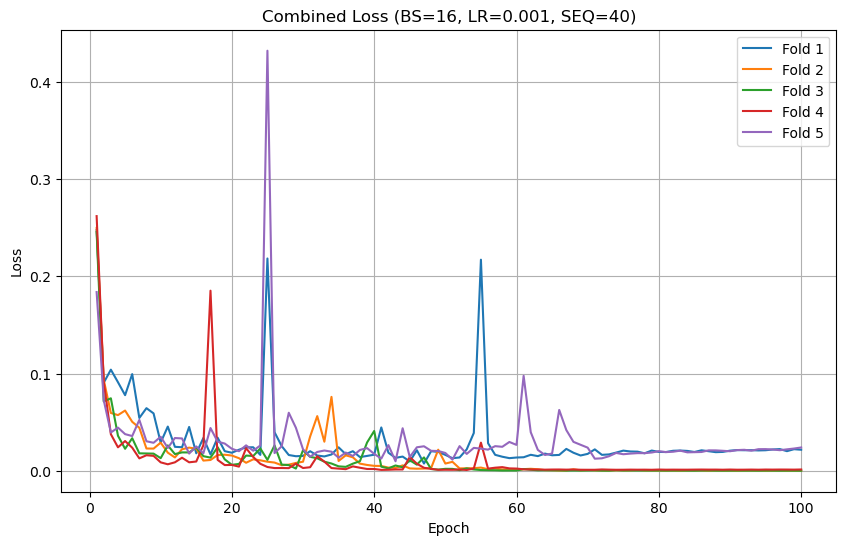 Combined Loss (BS=16, LR=0.001, SEQ=40)
Fold 1
Fold 2
Fold 3
Fold 4
Fold 5
0.4
0.3
0.2
0.1
0.0
Loss
0 20 40 60 80 100
Epoch